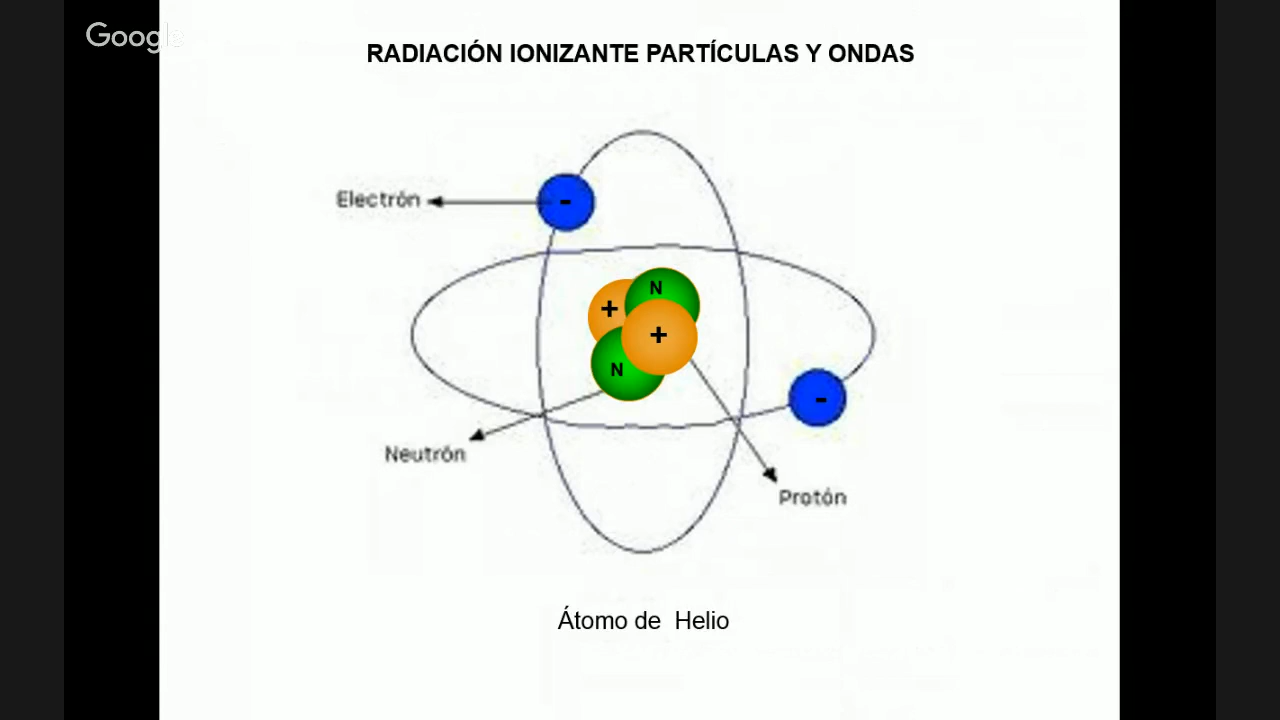 Google
RADIACIÓN IONIZANTE PARTÍCULAS Y ONDAS
Electrón
-
N
+
+
N
-
Neutrón
Protón
Átomo de Helio